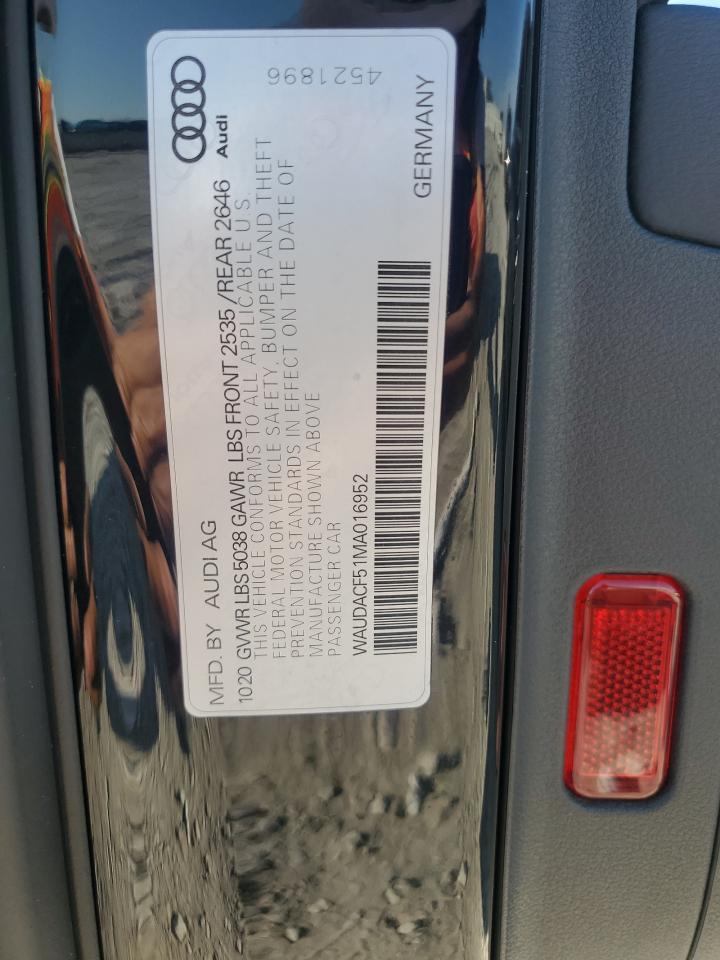 MFD. BY AUDI AG
Audi
1020 GVWR LBS 5038 GAWR LBS FRONT 2535 /REAR 2646
THIS VEHICLE CONFORMS TO ALL APPLICABLE U.S.
FEDERAL MOTOR VEHICLE SAFETY, BUMPER AND THEFT
PREVENTION STANDARDS IN EFFECT ON THE DATE OF
MANUFACTURE SHOWN ABOVE
PASSENGER CAR
WAUDACF51MA016952
GERMANY
4521896